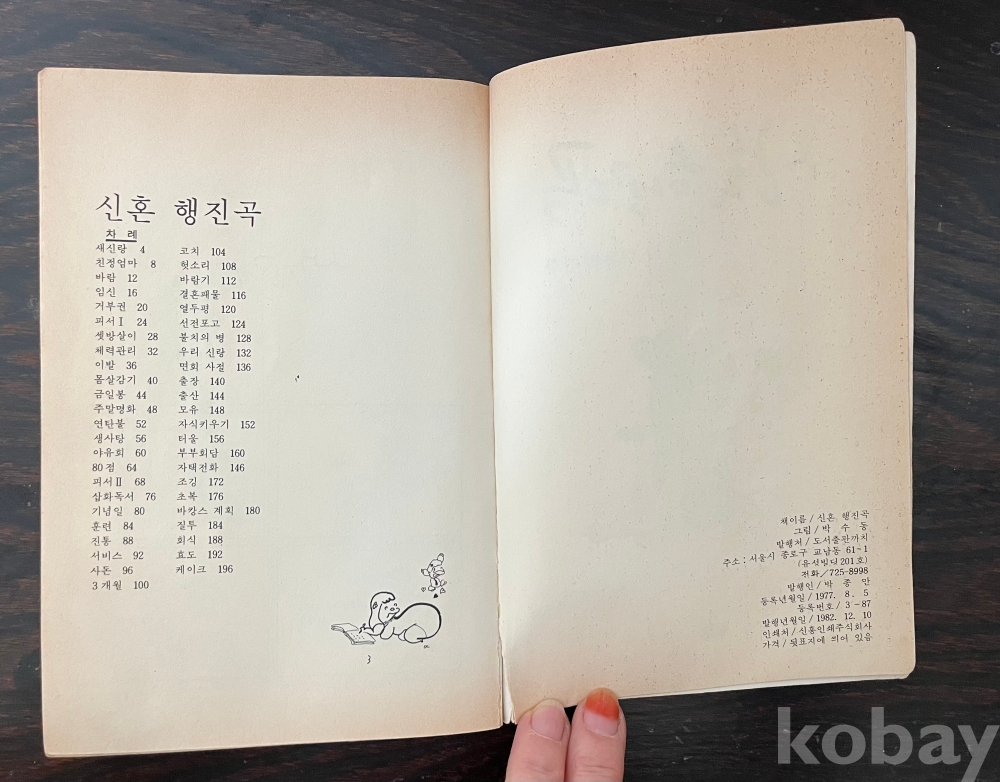 신혼 행진곡
차 례
새신랑 4
친정엄마 8
바람 12
임신 16
거부권 20
피서 Ⅰ 24
셋방살이 28
체력관리 32
이발 36
몸살감기 40
금일봉 44
주말명화 48
연탄불 52
생사탕 56
야유회 60
80점 64
피서 Ⅱ 68
삼화독서 76
기념일 80
훈련 84
진통 88
서비스 92
사돈 96
3개월 100
코치 104
헛소리 108
바람기 112
결혼패물 116
열두평 120
선전포고 124
불치의 병 128
우리 신랑 132
면회 사절 136
출장 140
출산 144
모유 148
자식키우기 152
터울 156
부부회담 160
자택전화 146
조깅 172
초복 176
바캉스 계획 180
질투 184
회식 188
효도 192
케이크 196
3
책이름/신혼 행진곡
그림/박 수 동
발행처/도서출판까치
주소 : 서울시 종로구 교남동 61-1
(유성빌딩 201호)
전화/725-8998
발행인/박 종 만
등록년월일/1977. 8. 5
등록번호/3-87
발행년월일/1982. 12. 10
인쇄처/신흥인쇄주식회사
가격/뒷표지에 씌어 있음
kobay